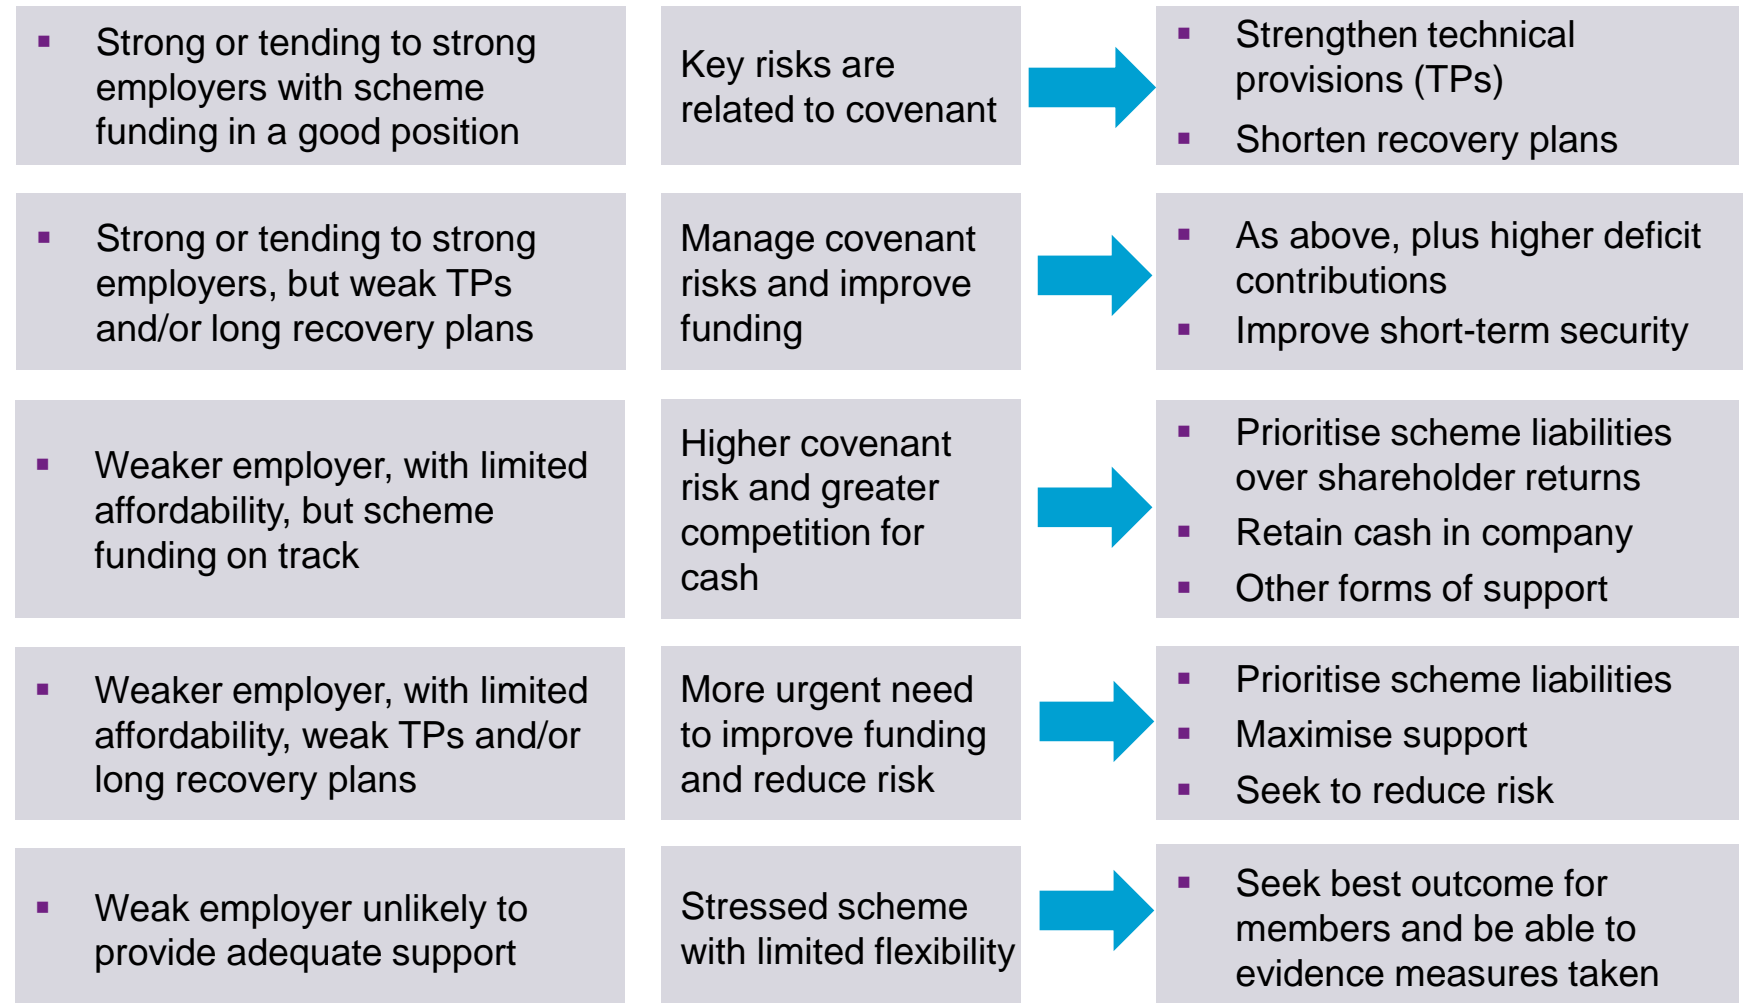 Strong or tending to strong
employers with scheme
funding in a good position
Key risks are
related to covenant
Strengthen technical
provisions (TPs)
Shorten recovery plans
Strong or tending to strong
employers, but weak TPs
and/or long recovery plans
Manage covenant
risks and improve
funding
As above, plus higher deficit
contributions
Improve short-term security
Weaker employer, with limited
affordability, but scheme
funding on track
Higher covenant
risk and greater
competition for
cash
Prioritise scheme liabilities
over shareholder returns
Retain cash in company
Other forms of support
Weaker employer, with limited
affordability, weak TPs and/or
long recovery plans
More urgent need
to improve funding
and reduce risk
Prioritise scheme liabilities
Maximise support
Seek to reduce risk
Weak employer unlikely to
provide adequate support
Stressed scheme
with limited flexibility
Seek best outcome for
members and be able to
evidence measures taken